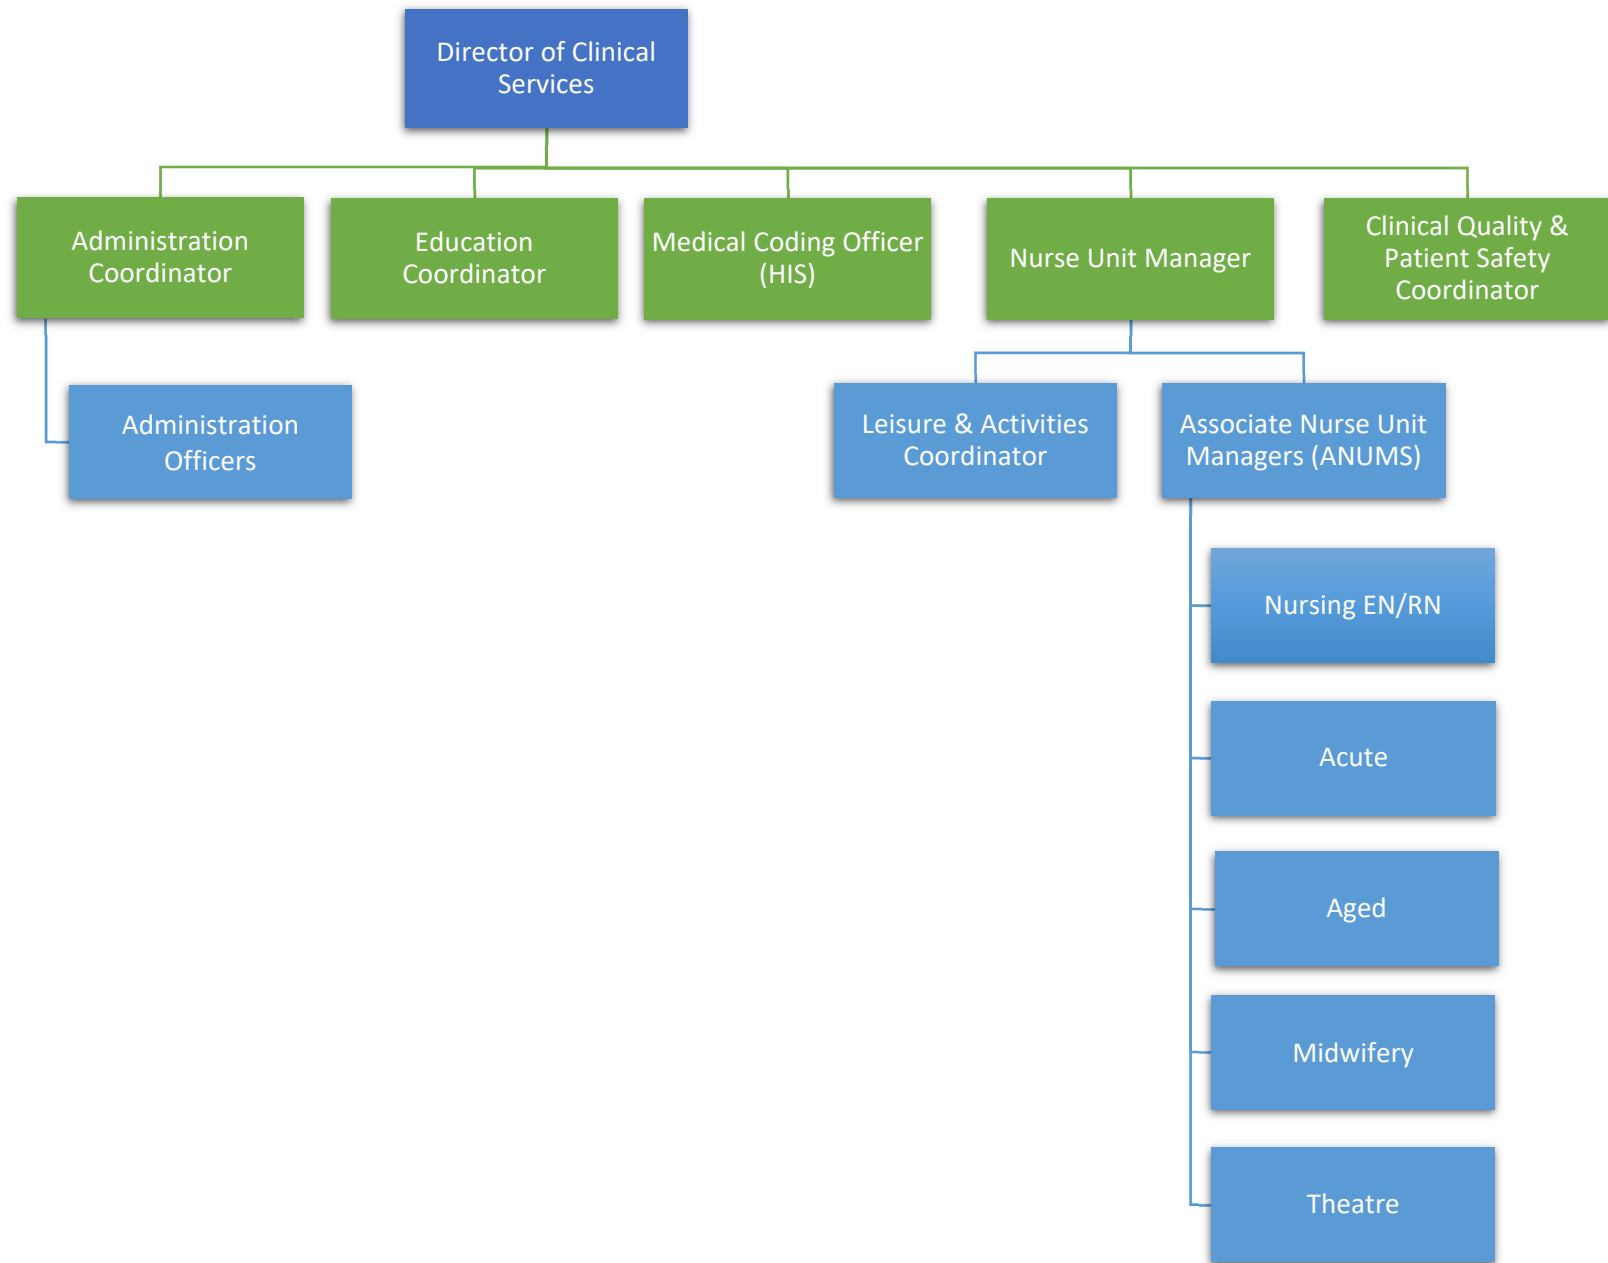 Director of Clinical
Services
Administration
Coordinator
Education
Coordinator
Medical Coding Officer
(HIS)
Nurse Unit Manager
Clinical Quality &
Patient Safety
Coordinator
Administration
Officers
Leisure & Activities
Coordinator
Associate Nurse Unit
Managers (ANUMS)
Nursing EN/RN
Acute
Aged
Midwifery
Theatre